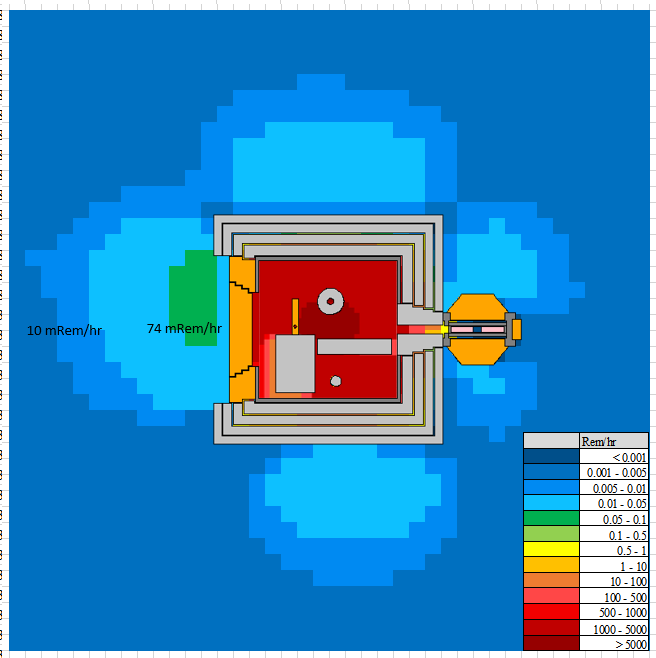 74 mRem/hr
10 mRem/hr
Rem/hr
< 0.001
0.001 - 0.005
0.005 - 0.01
0.01 - 0.05
0.05 - 0.1
0.1 - 0.5
0.5 - 1
1 - 10
10 - 100
100 - 500
500 - 1000
1000 - 5000
> 5000